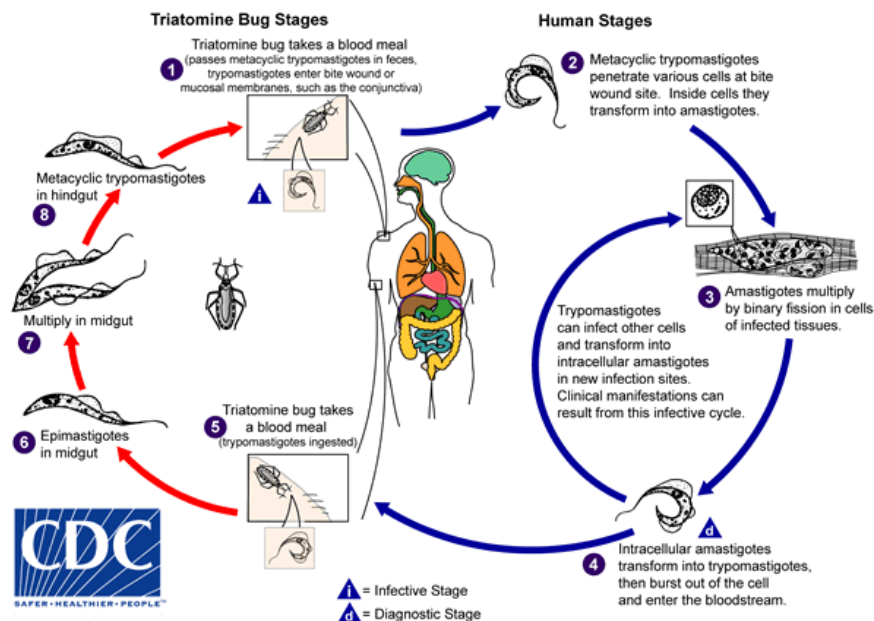 Triatomine Bug Stages
Human Stages
1
Triatomine bug takes a blood meal
(passes metacyclic trypomastigotes in feces,
trypomastigotes enter bite wound or
mucosal membranes, such as the conjunctiva)
2
Metacyclic trypomastigotes
penetrate various cells at bite
wound site. Inside cells they
transform into amastigotes.
i
3
Amastigotes multiply
by binary fission in cells
of infected tissues.
Trypomastigotes
can infect other cells
and transform into
intracellular amastigotes
in new infection sites.
Clinical manifestations can
result from this infective cycle.
d
4
Intracellular amastigotes
transform into trypomastigotes,
then burst out of the cell
and enter the bloodstream.
5
Triatomine bug takes
a blood meal
(trypomastigotes ingested)
6
Epimastigotes
in midgut
Multiply in midgut
7
Metacyclic trypomastigotes
in hindgut
8
CDC
SAFER•HEALTHIER•PEOPLE™
i = Infective Stage
d = Diagnostic Stage